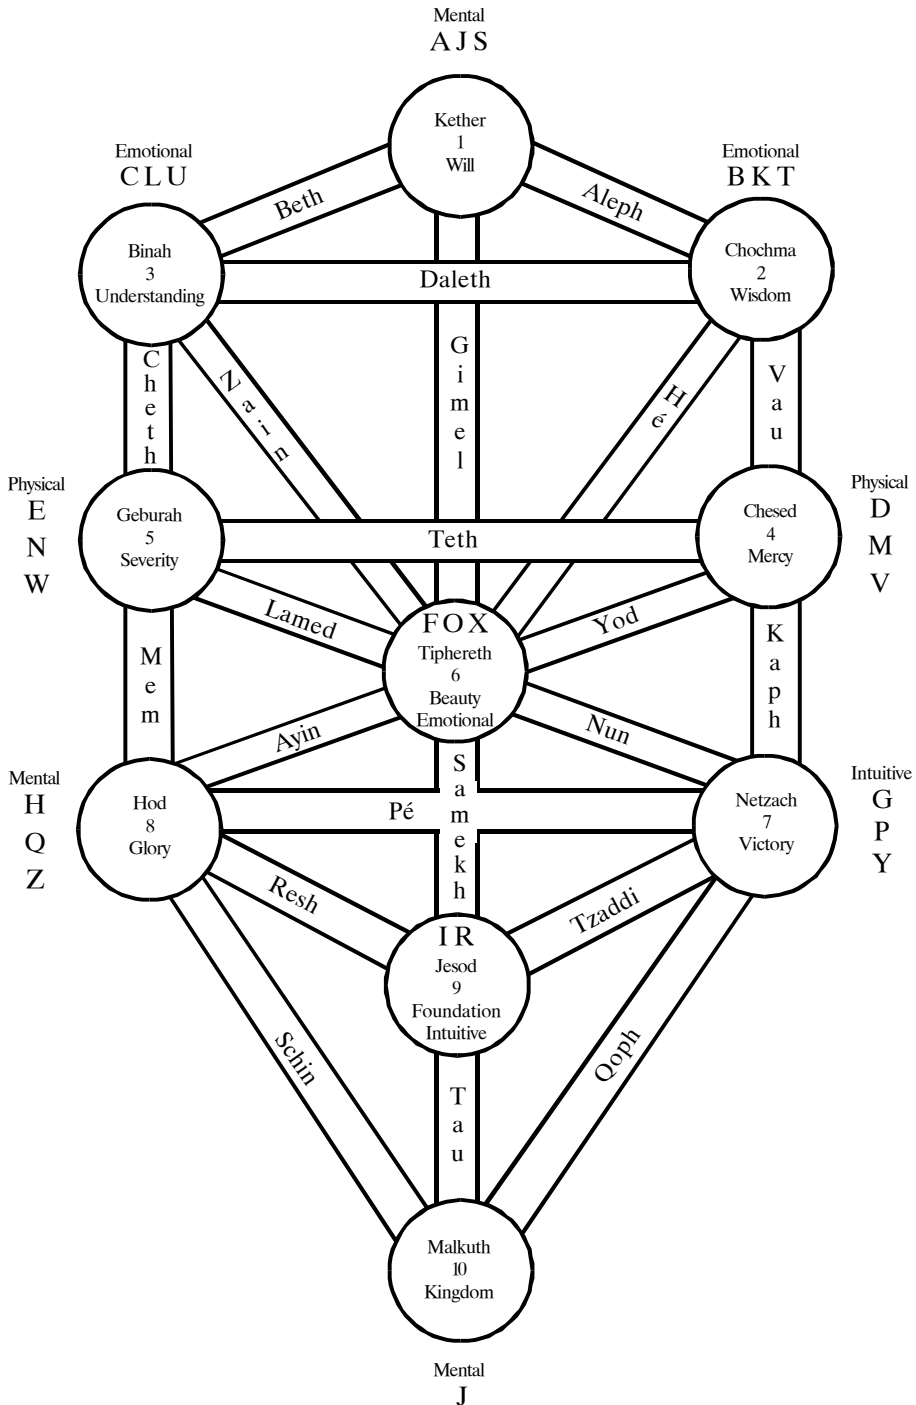 Mental
A J S
Kether
1
Will
Emotional
C L U
Emotional
B K T
Beth
Aleph
Binah
3
Understanding
Chochma
2
Wisdom
Daleth
Cheth
Nain
Gimel
Hê
Vau
Physical
E
N
W
Geburah
5
Severity
Teth
Chesed
4
Mercy
Physical
D
M
V
Lamed
Yod
FOX
Tiphereth
6
Beauty
Emotional
Mem
Kaph
Ayin
Nun
Mental
H
Q
Z
Hod
8
Glory
Pé
Samekh
Netzach
7
Victory
Intuitive
G
P
Y
Resh
Tzaddi
I R
Jesod
9
Foundation
Intuitive
Schin
Qoph
Tau
Malkuth
10
Kingdom
Mental
J